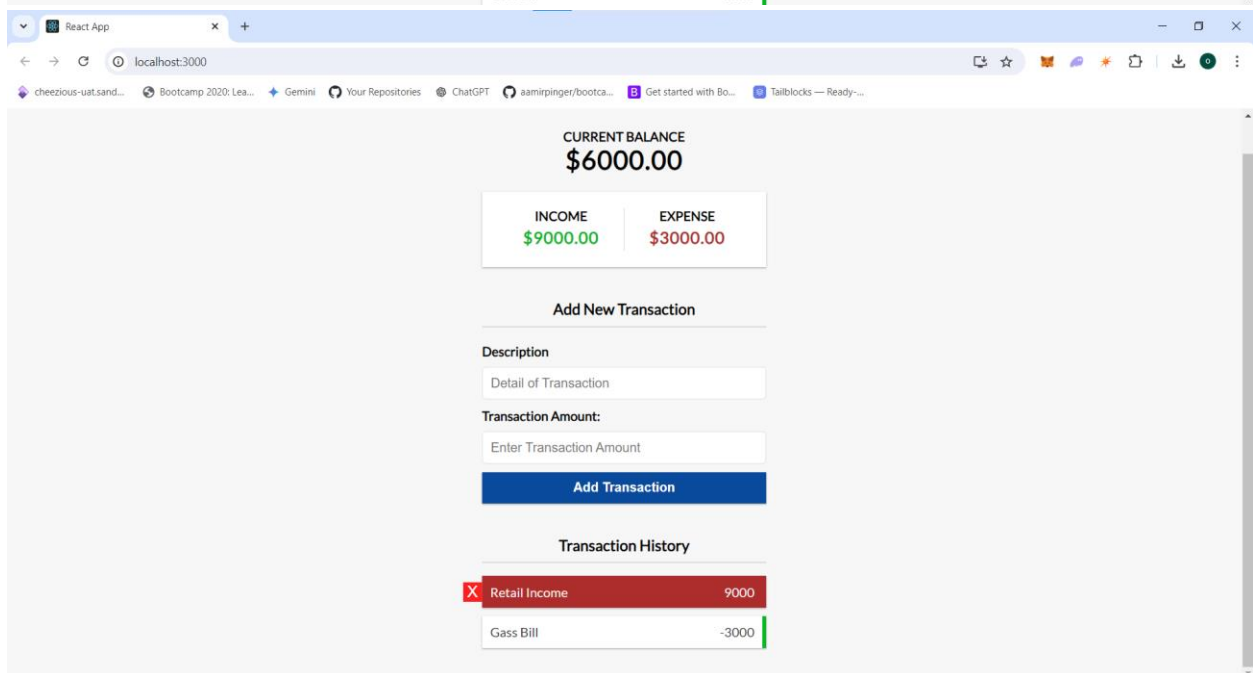 React App
localhost:3000
cheezious-uat.sand... Bootcamp 2020: Lea... Gemini Your Repositories ChatGPT aamirpinger/bootca... Get started with Bo... Tailblocks — Ready-...
CURRENT BALANCE
$6000.00
INCOME EXPENSE
$9000.00 $3000.00
Add New Transaction
Description
Detail of Transaction
Transaction Amount:
Enter Transaction Amount
Add Transaction
Transaction History
X Retail Income 9000
Gass Bill -3000